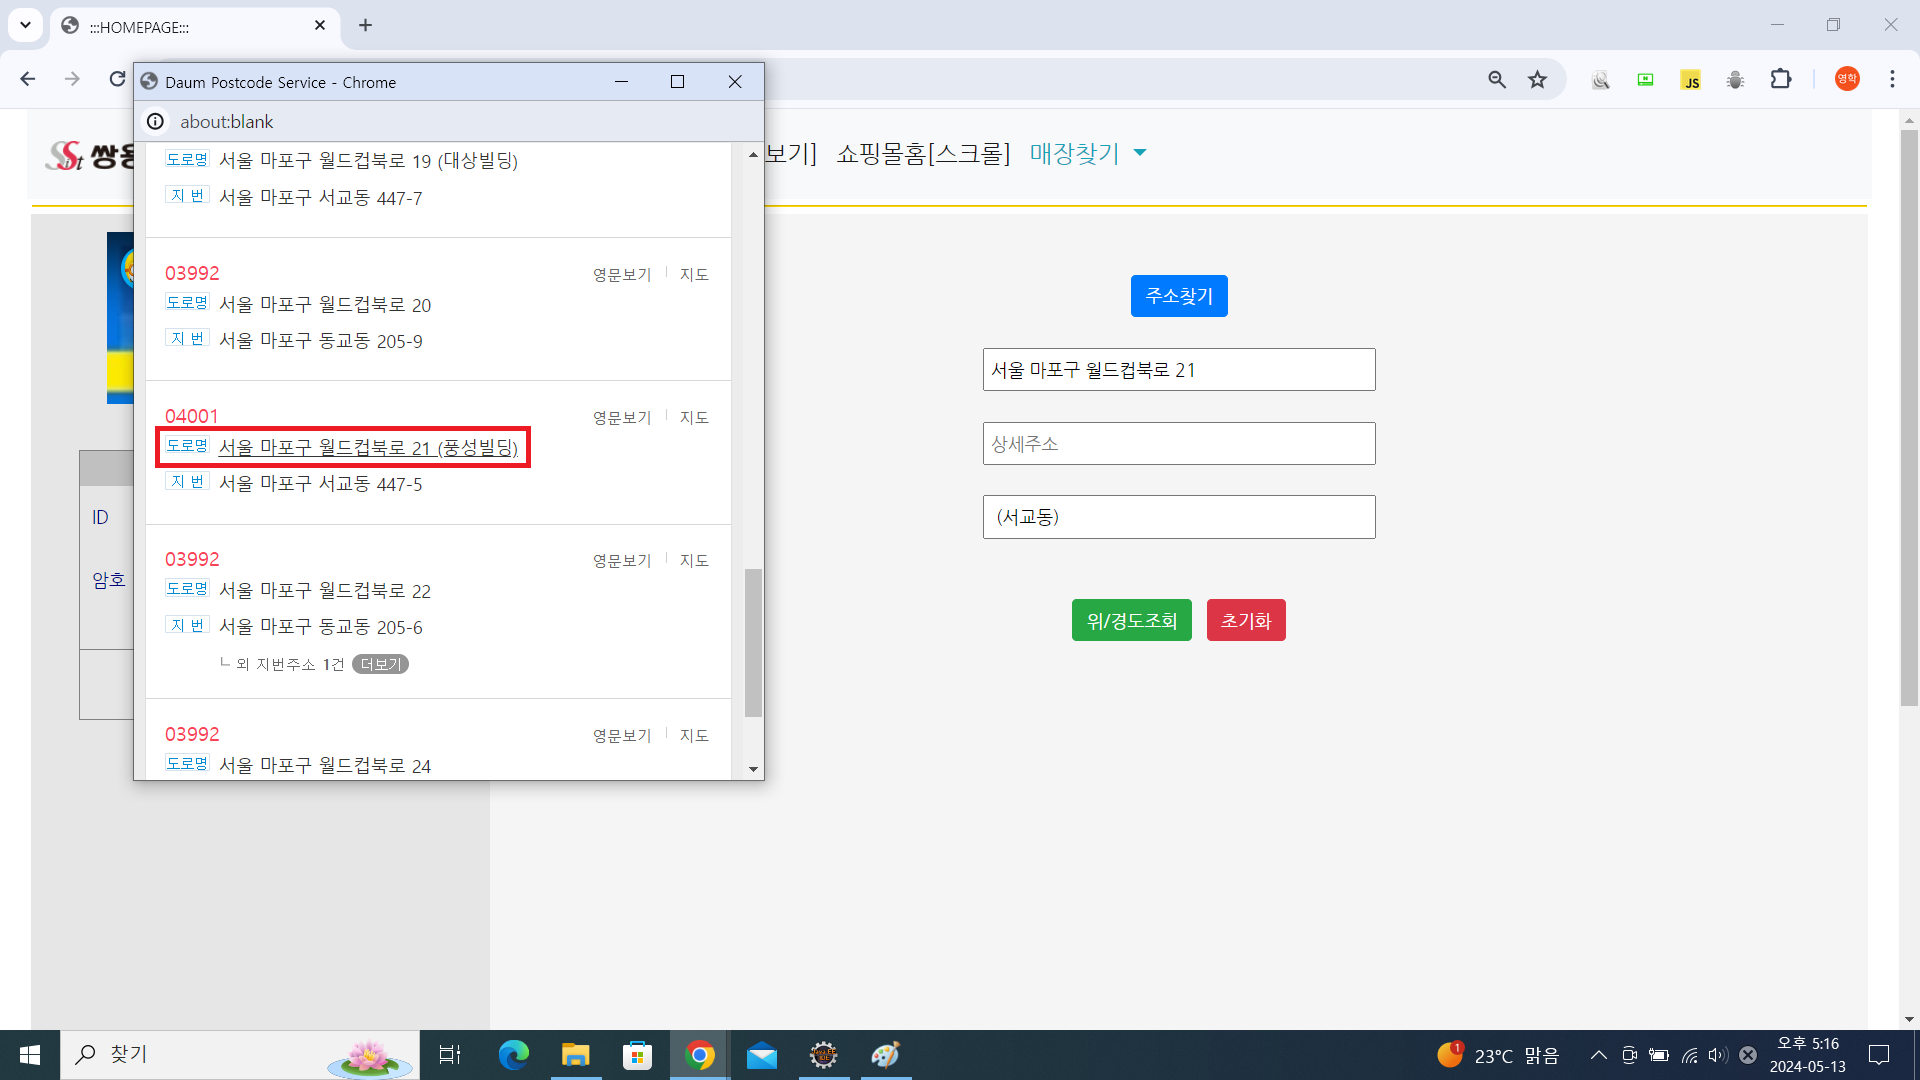 :::HOMEPAGE:::
Daum Postcode Service - Chrome
about:blank
영학
쌍용
보기] 쇼핑몰홈[스크롤] 매장찾기
도로명 서울 마포구 월드컵북로 19 (대상빌딩)
지 번 서울 마포구 서교동 447-7
03992 영문보기 지도
도로명 서울 마포구 월드컵북로 20
지 번 서울 마포구 동교동 205-9
04001 영문보기 지도
도로명 서울 마포구 월드컵북로 21 (풍성빌딩)
지 번 서울 마포구 서교동 447-5
03992 영문보기 지도
도로명 서울 마포구 월드컵북로 22
지 번 서울 마포구 동교동 205-6
외 지번주소 1건 더보기
03992 영문보기 지도
도로명 서울 마포구 월드컵북로 24
ID
암호
주소찾기
서울 마포구 월드컵북로 21
상세주소
(서교동)
위/경도조회 초기화
찾기
1
23°C 맑음
오후 5:16
2024-05-13